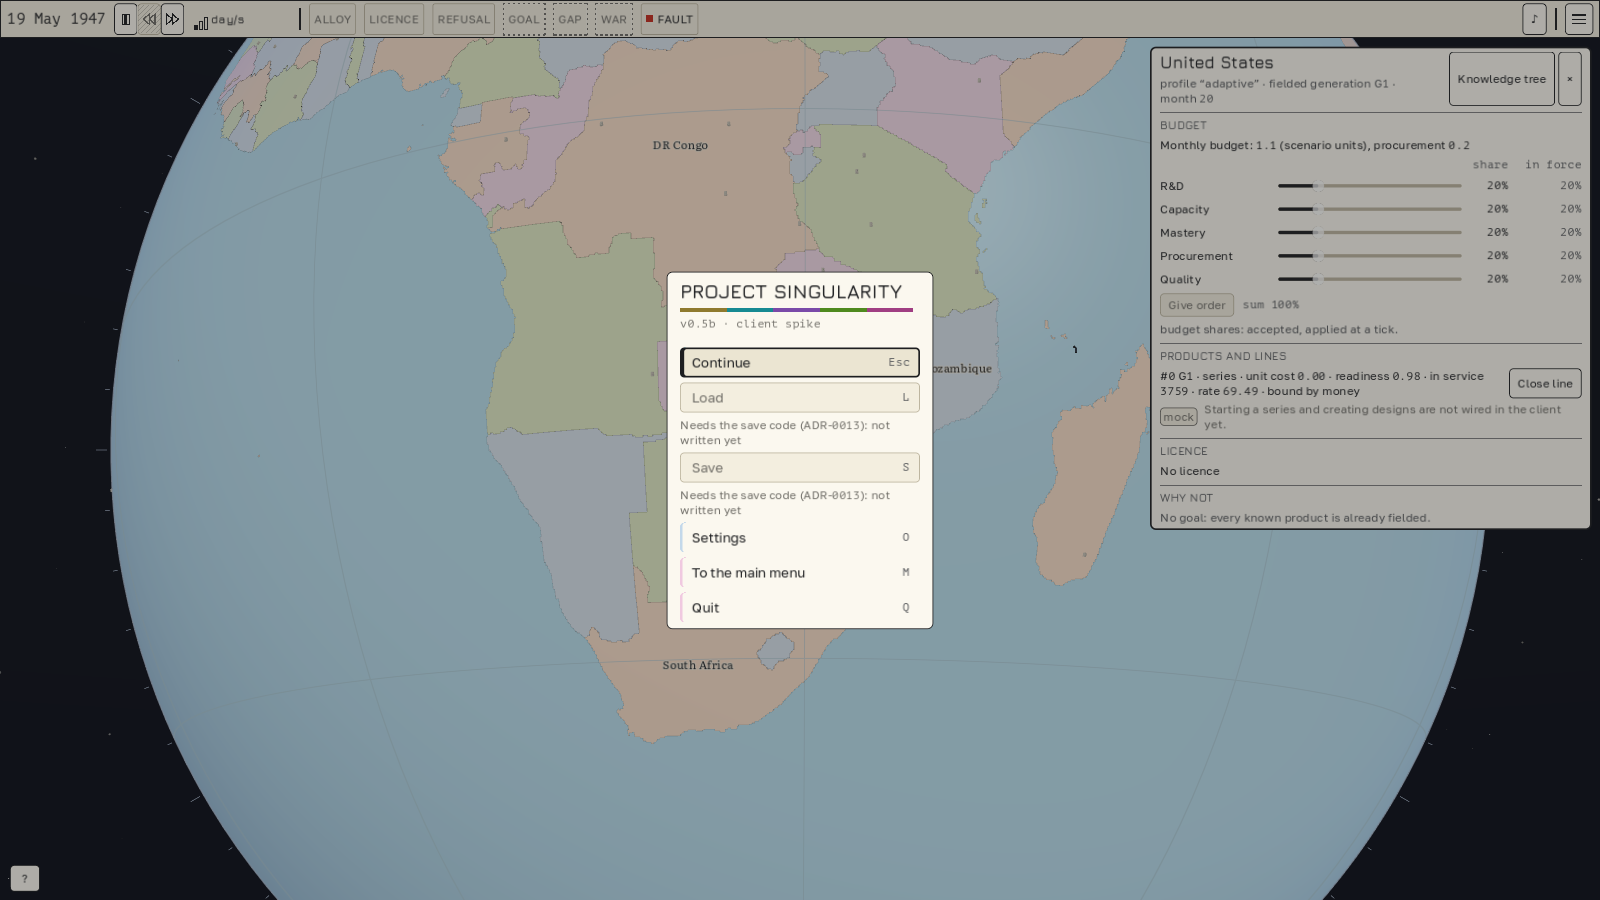 19 May 1947
day/s
ALLOY
LICENCE
REFUSAL
GOAL
GAP
WAR
FAULT
♪
United States
profile “adaptive” · fielded generation G1 ·
month 20
Knowledge tree
×
BUDGET
Monthly budget: 1.1 (scenario units), procurement 0.2
share in force
R&D 20% 20%
Capacity 20% 20%
Mastery 20% 20%
Procurement 20% 20%
Quality 20% 20%
Give order sum 100%
budget shares: accepted, applied at a tick.
PRODUCTS AND LINES
#0 G1 · series · unit cost 0.00 · readiness 0.98 · in service
3759 · rate 69.49 · bound by money
Close line
mock
Starting a series and creating designs are not wired in the client
yet.
LICENCE
No licence
WHY NOT
No goal: every known product is already fielded.
DR Congo
ozambique
South Africa
PROJECT SINGULARITY
v0.5b · client spike
Continue Esc
Load L
Needs the save code (ADR-0013): not
written yet
Save S
Needs the save code (ADR-0013): not
written yet
Settings O
To the main menu M
Quit Q
?